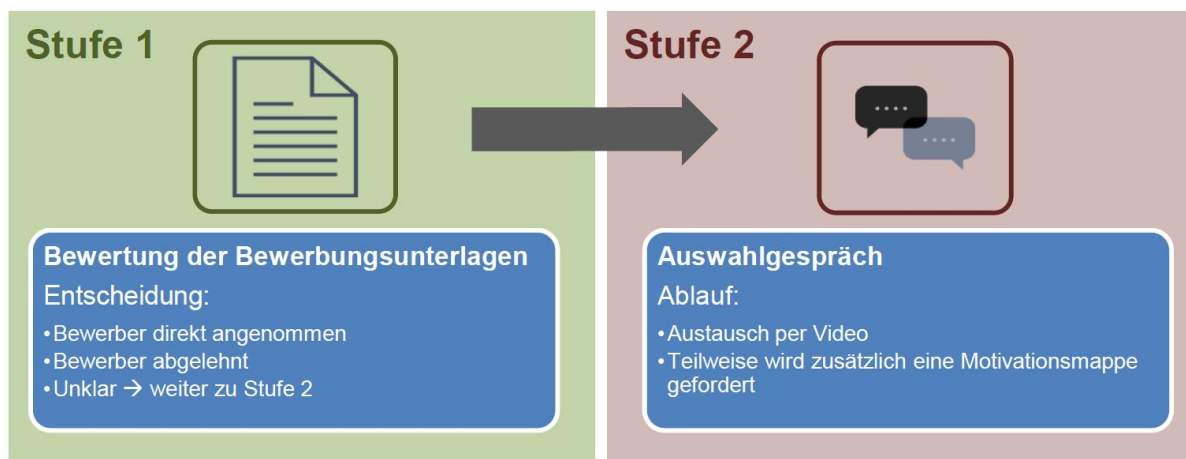 Stufe 1
Bewertung der Bewerbungsunterlagen
Entscheidung:
• Bewerber direkt angenommen
• Bewerber abgelehnt
• Unklar → weiter zu Stufe 2
Stufe 2
Auswahlgespräch
Ablauf:
• Austausch per Video
• Teilweise wird zusätzlich eine Motivationsmappe
gefordert